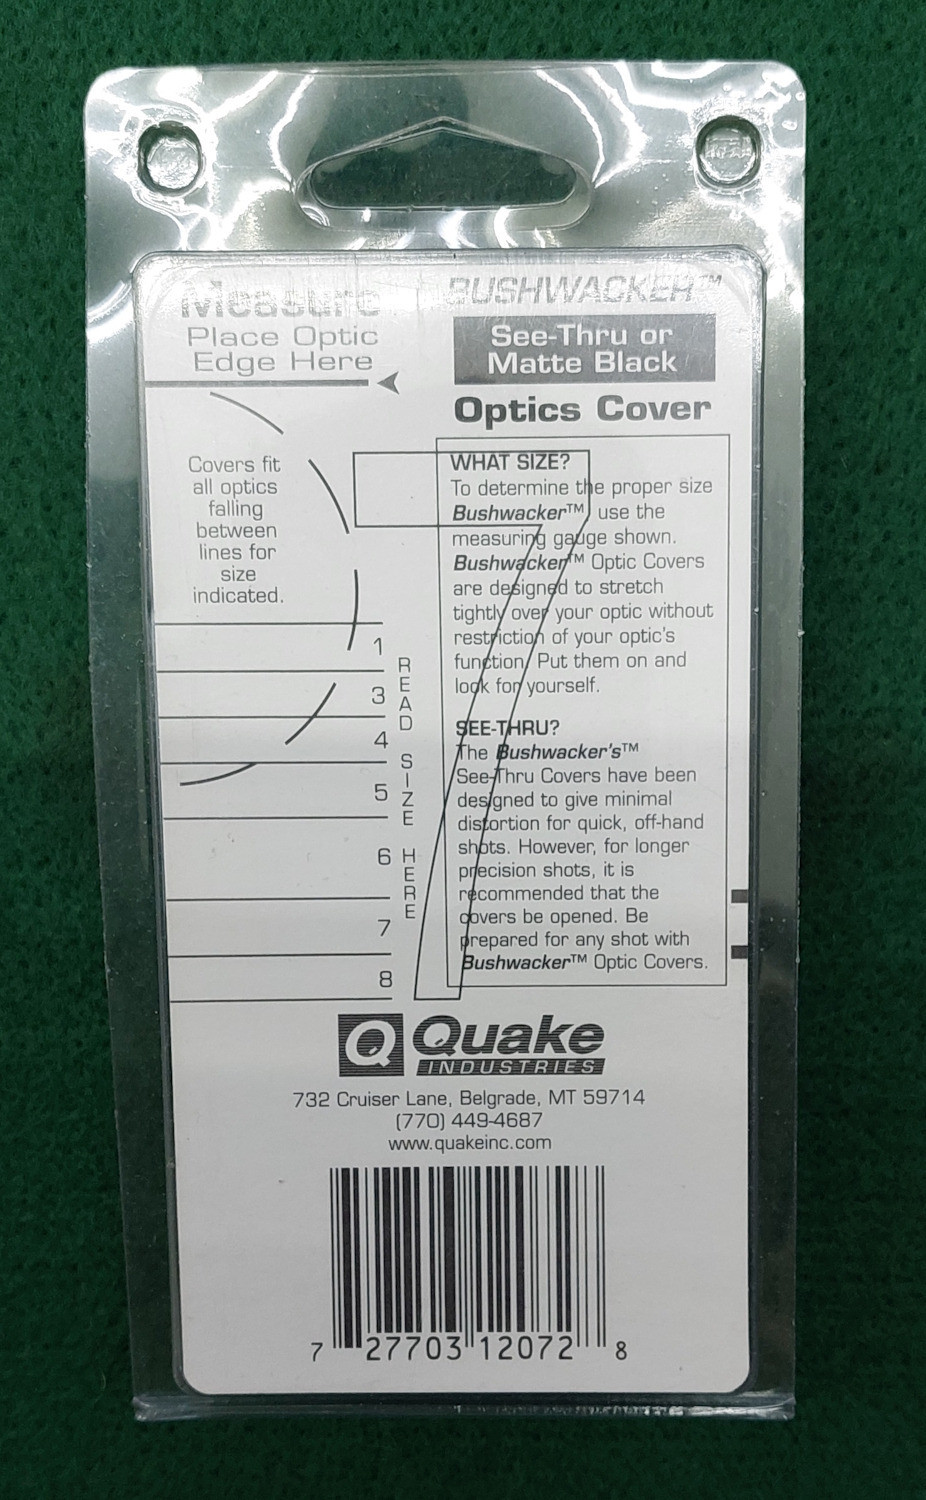 Measure
Place Optic
Edge Here
Covers fit
all optics
falling
between
lines for
size
indicated.
1
3
4
5
6
7
8
READ SIZE HERE
BUSHWACKER™
See-Thru or
Matte Black
Optics Cover
WHAT SIZE?
To determine the proper size
Bushwacker™, use the
measuring gauge shown.
Bushwacker™ Optic Covers
are designed to stretch
tightly over your optic without
restriction of your optic's
function. Put them on and
look for yourself.
SEE-THRU?
The Bushwacker's™
See-Thru Covers have been
designed to give minimal
distortion for quick, off-hand
shots. However, for longer
precision shots, it is
recommended that the
covers be opened. Be
prepared for any shot with
Bushwacker™ Optic Covers.
7
Q Quake
INDUSTRIES
732 Cruiser Lane, Belgrade, MT 59714
(770) 449-4687
www.quakeinc.com
7 27703 12072 8